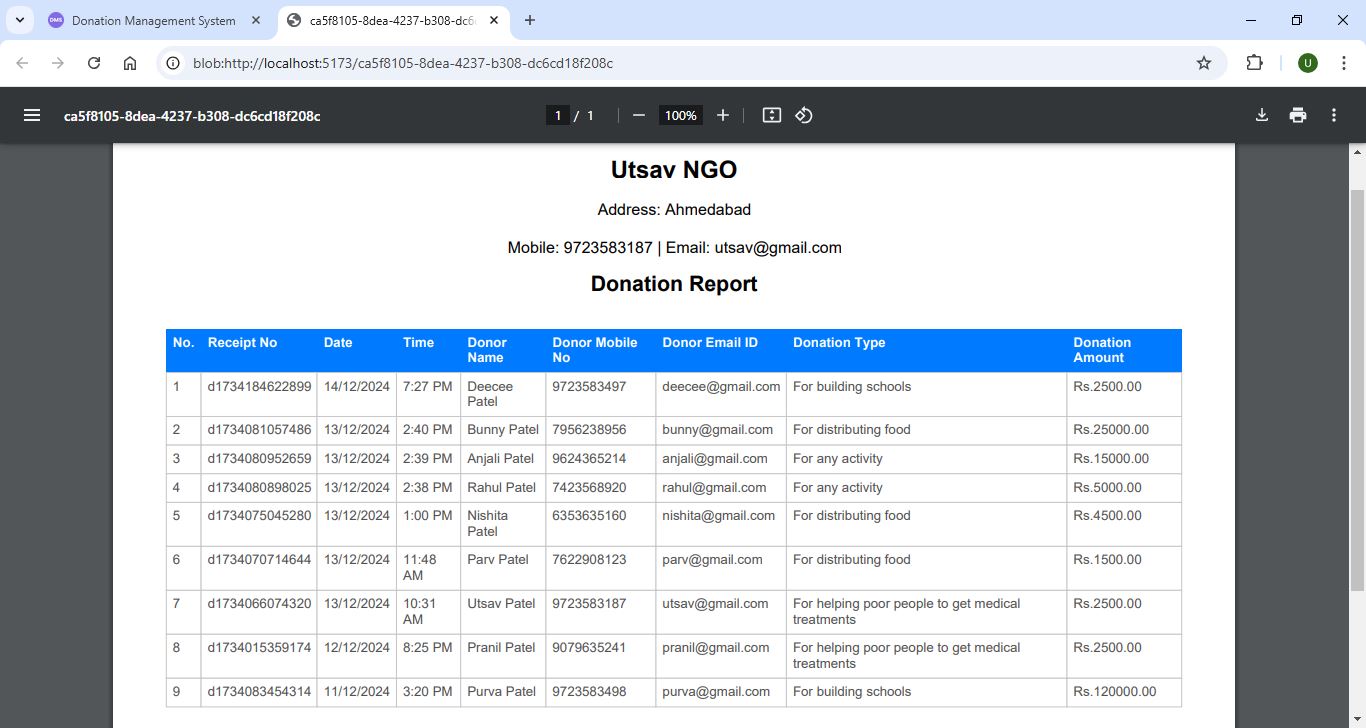 Donation Management System
ca5f8105-8dea-4237-b308-dc6c
blob:http://localhost:5173/ca5f8105-8dea-4237-b308-dc6cd18f208c
U
ca5f8105-8dea-4237-b308-dc6cd18f208c
1 / 1
100%
Utsav NGO
Address: Ahmedabad
Mobile: 9723583187 | Email: utsav@gmail.com
Donation Report
No. Receipt No Date Time Donor Name Donor Mobile No Donor Email ID Donation Type Donation Amount
1 d1734184622899 14/12/2024 7:27 PM Deecee Patel 9723583497 deecee@gmail.com For building schools Rs.2500.00
2 d1734081057486 13/12/2024 2:40 PM Bunny Patel 7956238956 bunny@gmail.com For distributing food Rs.25000.00
3 d1734080952659 13/12/2024 2:39 PM Anjali Patel 9624365214 anjali@gmail.com For any activity Rs.15000.00
4 d1734080898025 13/12/2024 2:38 PM Rahul Patel 7423568920 rahul@gmail.com For any activity Rs.5000.00
5 d1734075045280 13/12/2024 1:00 PM Nishita Patel 6353635160 nishita@gmail.com For distributing food Rs.4500.00
6 d1734070714644 13/12/2024 11:48 AM Parv Patel 7622908123 parv@gmail.com For distributing food Rs.1500.00
7 d1734066074320 13/12/2024 10:31 AM Utsav Patel 9723583187 utsav@gmail.com For helping poor people to get medical treatments Rs.2500.00
8 d1734015359174 12/12/2024 8:25 PM Pranil Patel 9079635241 pranil@gmail.com For helping poor people to get medical treatments Rs.2500.00
9 d1734083454314 11/12/2024 3:20 PM Purva Patel 9723583498 purva@gmail.com For building schools Rs.120000.00